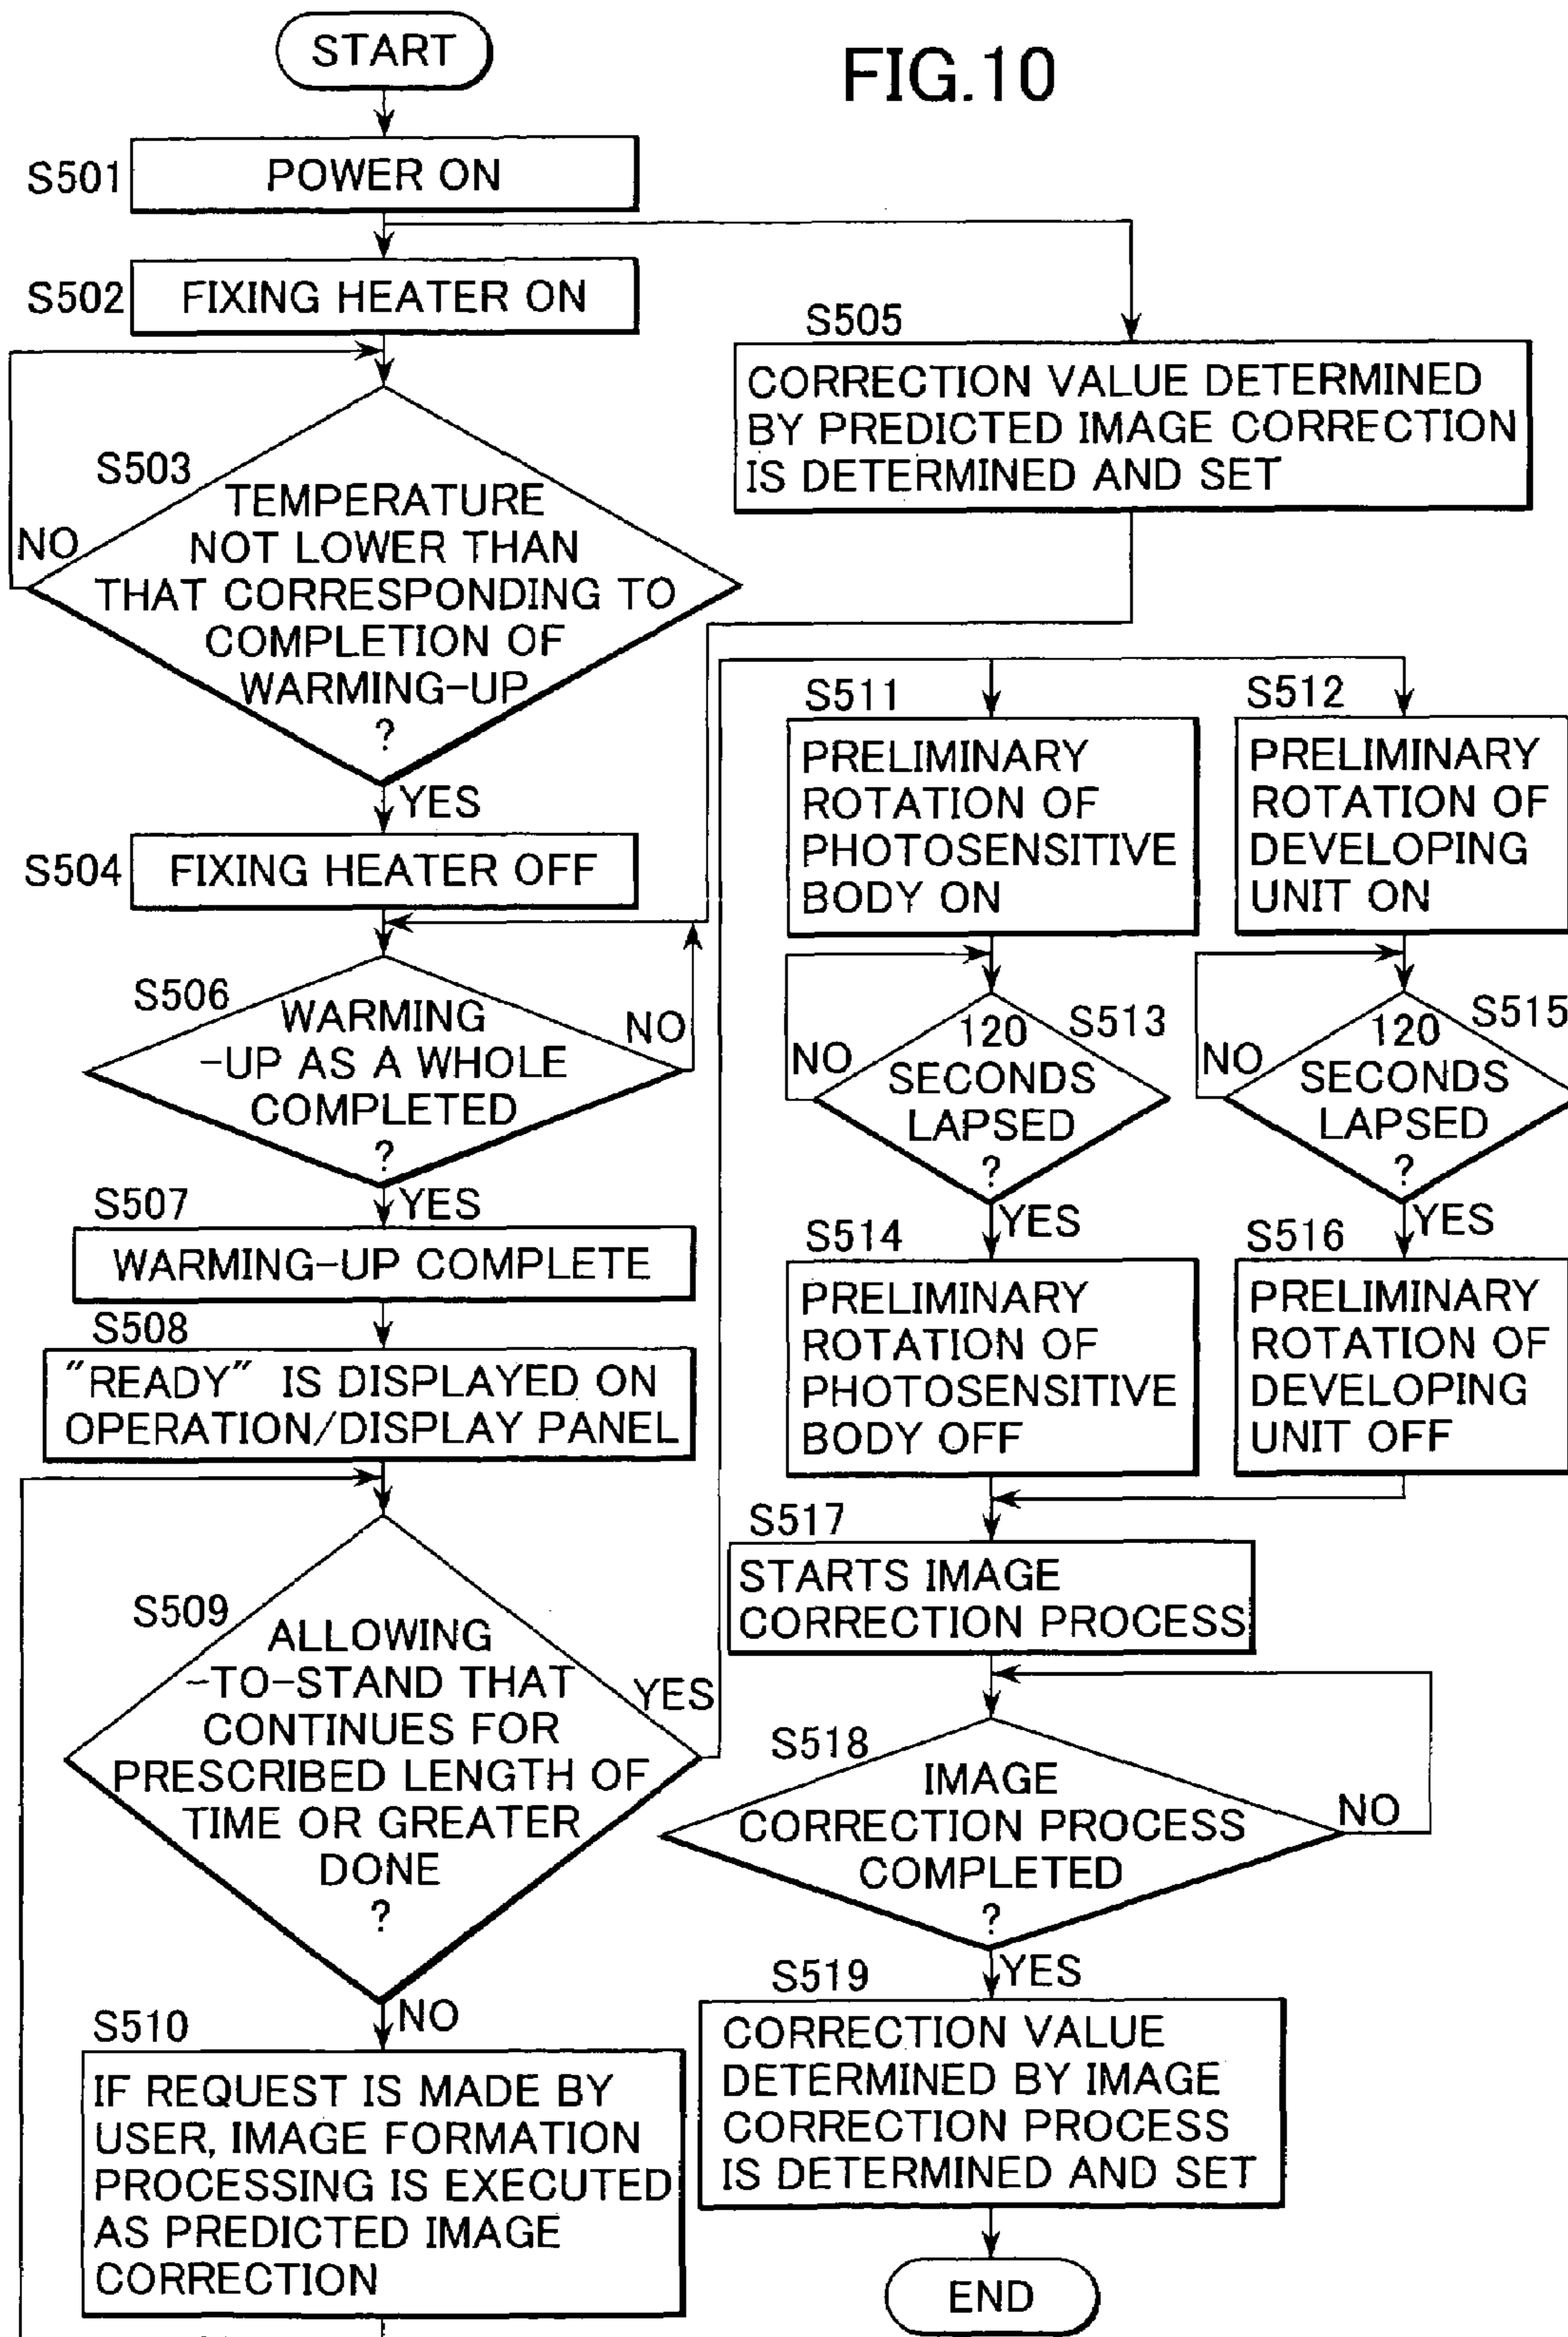 FIG.10
START
S501
POWER ON
S502
FIXING HEATER ON
S503
TEMPERATURE
NOT LOWER THAN
THAT CORRESPONDING TO
COMPLETION OF
WARMING-UP
?
NO
YES
S504
FIXING HEATER OFF
S505
CORRECTION VALUE DETERMINED
BY PREDICTED IMAGE CORRECTION
IS DETERMINED AND SET
S506
WARMING
-UP AS A WHOLE
COMPLETED
?
NO
YES
S507
WARMING-UP COMPLETE
S508
"READY" IS DISPLAYED ON
OPERATION/DISPLAY PANEL
S509
ALLOWING
-TO-STAND THAT
CONTINUES FOR
PRESCRIBED LENGTH OF
TIME OR GREATER
DONE
?
YES
NO
S510
IF REQUEST IS MADE BY
USER, IMAGE FORMATION
PROCESSING IS EXECUTED
AS PREDICTED IMAGE
CORRECTION
S511
PRELIMINARY
ROTATION OF
PHOTOSENSITIVE
BODY ON
S512
PRELIMINARY
ROTATION OF
DEVELOPING
UNIT ON
S513
120
SECONDS
LAPSED
?
NO
YES
S515
120
SECONDS
LAPSED
?
NO
YES
S514
PRELIMINARY
ROTATION OF
PHOTOSENSITIVE
BODY OFF
S516
PRELIMINARY
ROTATION OF
DEVELOPING
UNIT OFF
S517
STARTS IMAGE
CORRECTION PROCESS
S518
IMAGE
CORRECTION PROCESS
COMPLETED
?
NO
YES
S519
CORRECTION VALUE
DETERMINED BY IMAGE
CORRECTION PROCESS
IS DETERMINED AND SET
END